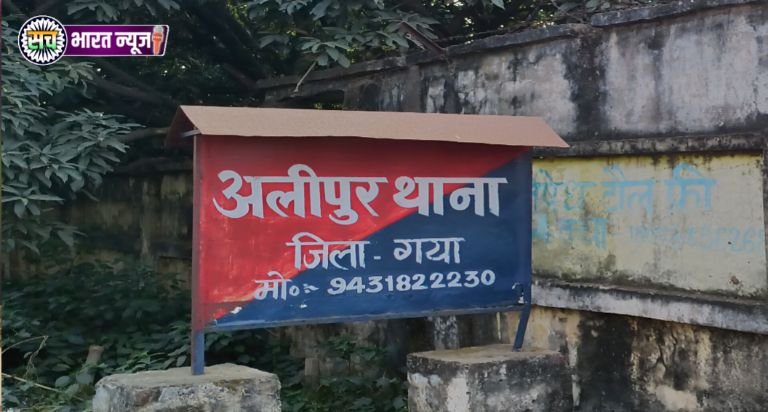 सच भारत न्यूज
अलीपुर थाना
जिला - गया
मो० :- 9431822230